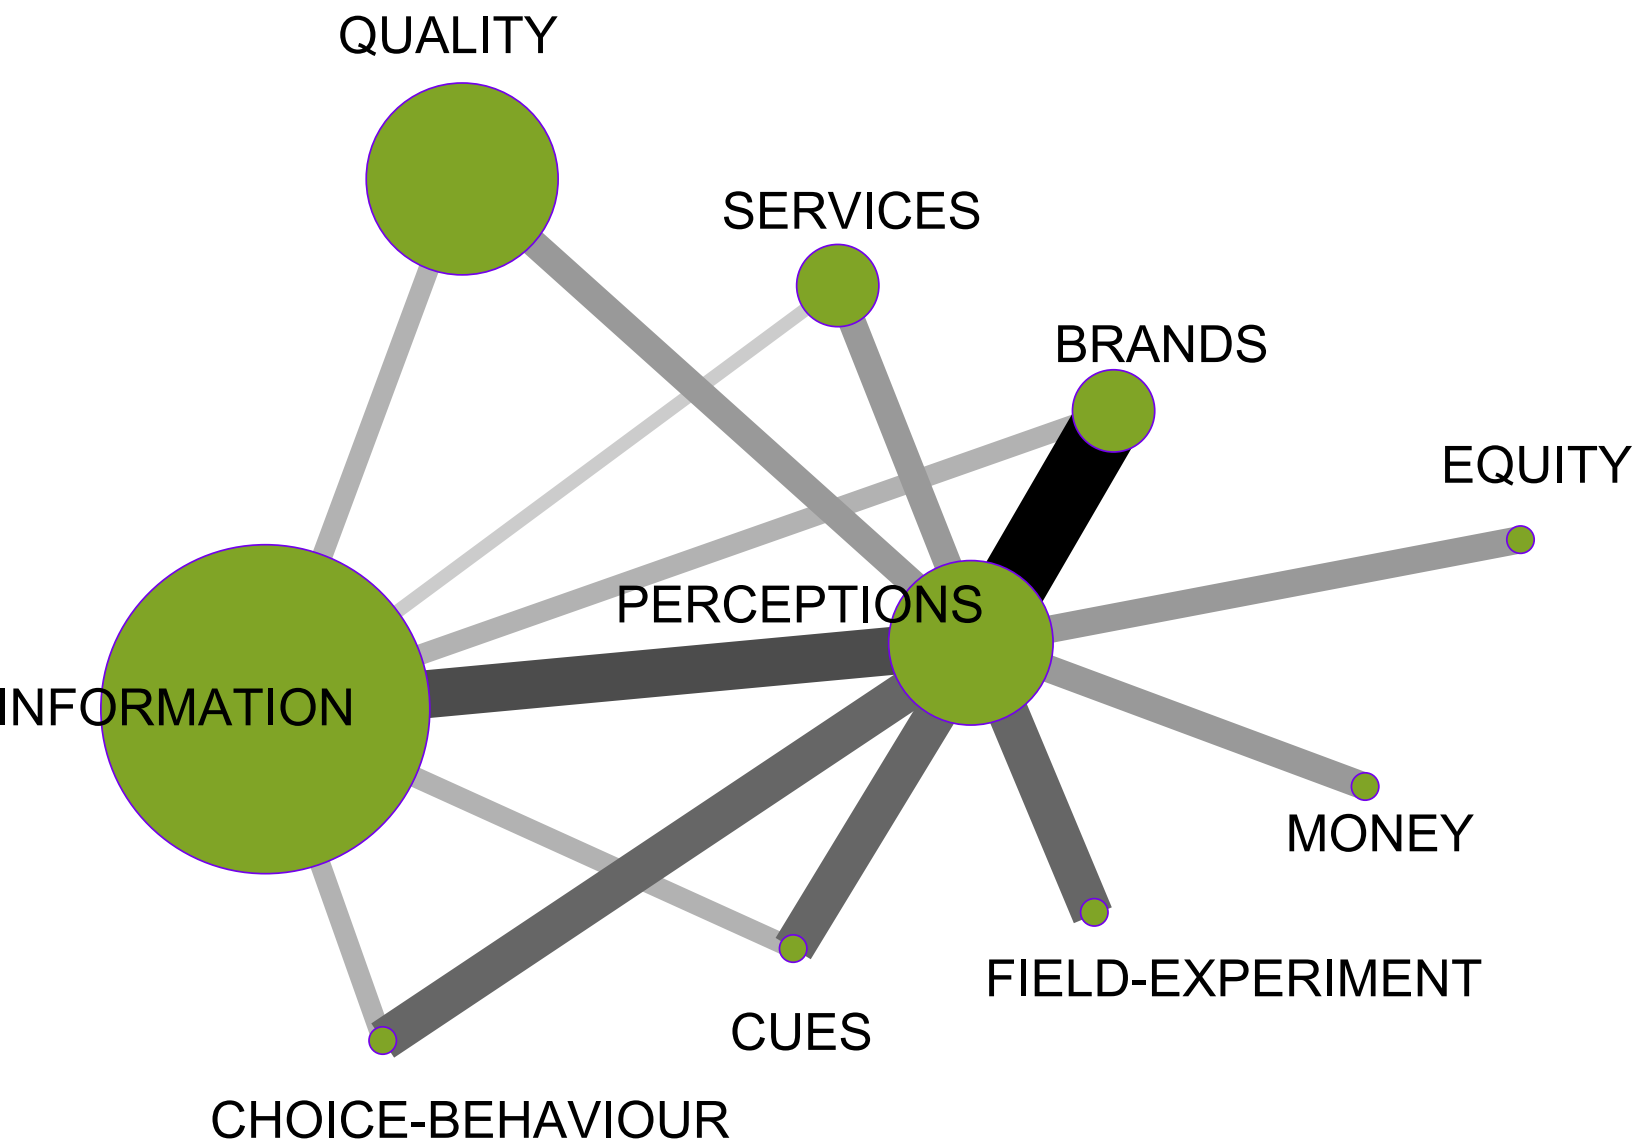 QUALITY
SERVICES
BRANDS
EQUITY
PERCEPTIONS
INFORMATION
MONEY
FIELD-EXPERIMENT
CUES
CHOICE-BEHAVIOUR